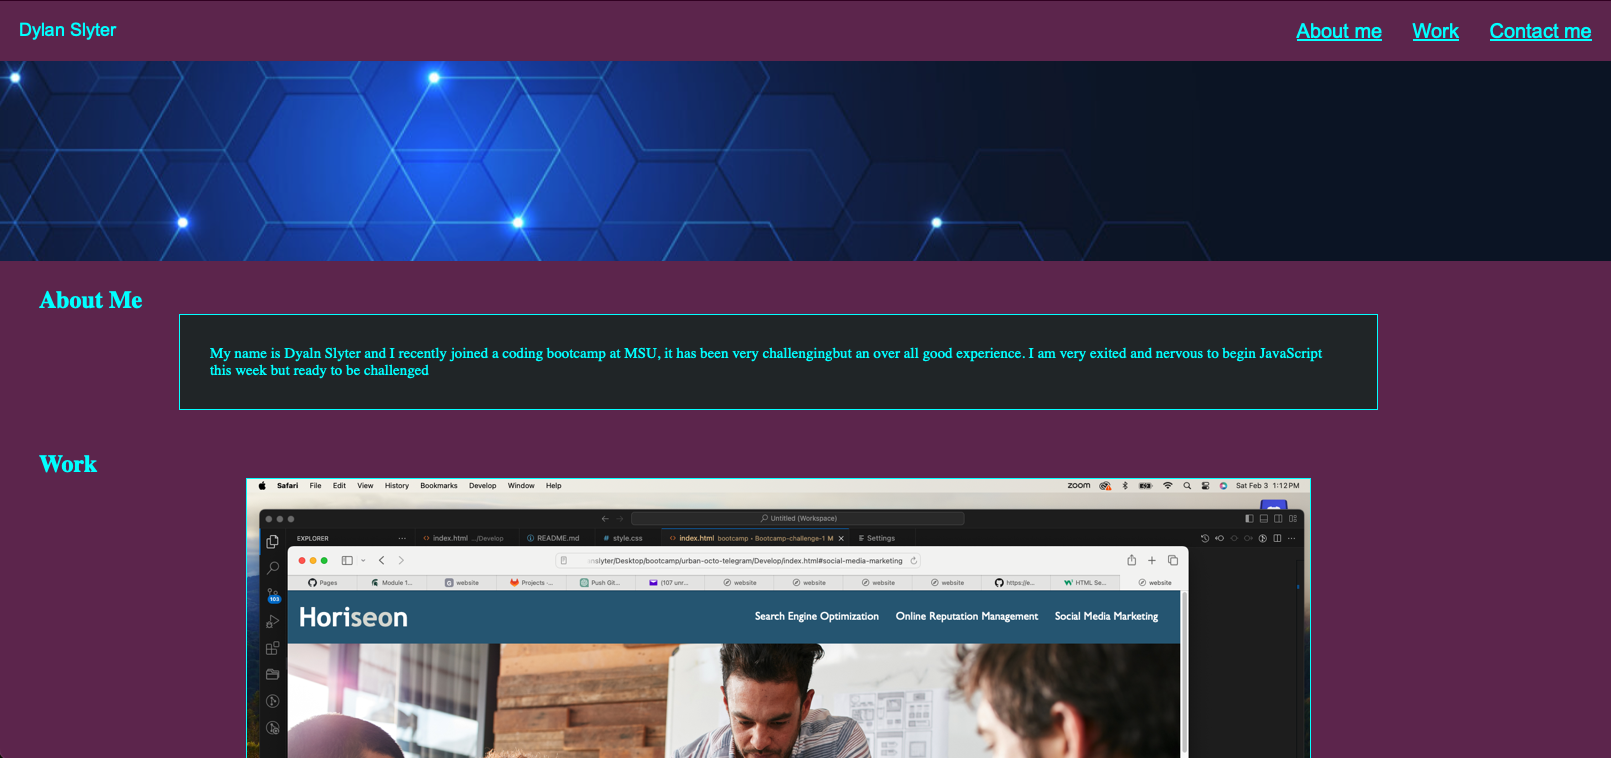 Dylan Slyter
About me Work Contact me
About Me
My name is Dyaln Slyter and I recently joined a coding bootcamp at MSU, it has been very challengingbut an over all good experience. I am very exited and nervous to begin JavaScript
this week but ready to be challenged
Work
Safari File Edit View History Bookmarks Develop Window Help zoom Sat Feb 3 1:12 PM
Untitled (Workspace)
EXPLORER ... index.html .../Develop README.md # style.css index.html bootcamp • Bootcamp-challenge-1 M Settings
nslyter/Desktop/bootcamp/urban-octo-telegram/Develop/index.html#social-media-marketing
Pages Module 1... website Projects -... Push Git... (107 unr... website website website website https://e... HTML Se... website
103
Horiseon Search Engine Optimization Online Reputation Management Social Media Marketing